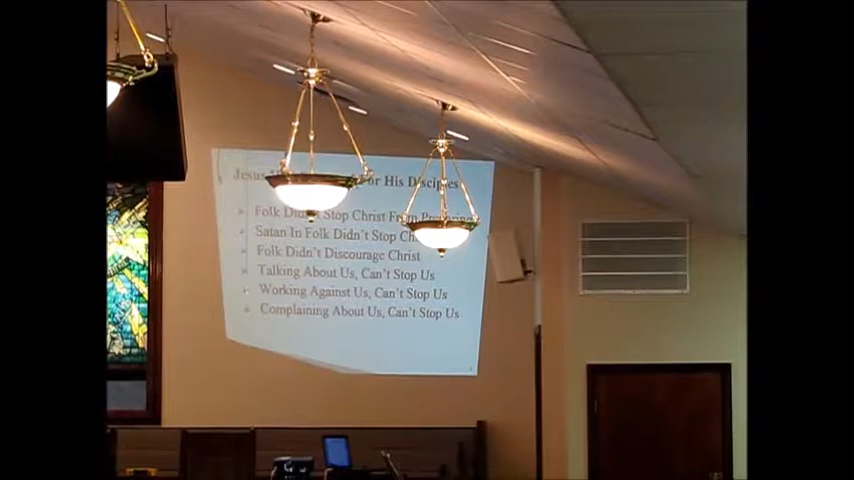 Jesus or His Disciples
Folk Didn't Stop Christ From Preparing
Satan In Folk Didn't Stop
Folk Didn't Discourage Christ
Talking About Us, Can't Stop Us
Working Against Us, Can't Stop Us
Complaining About Us, Can't Stop Us